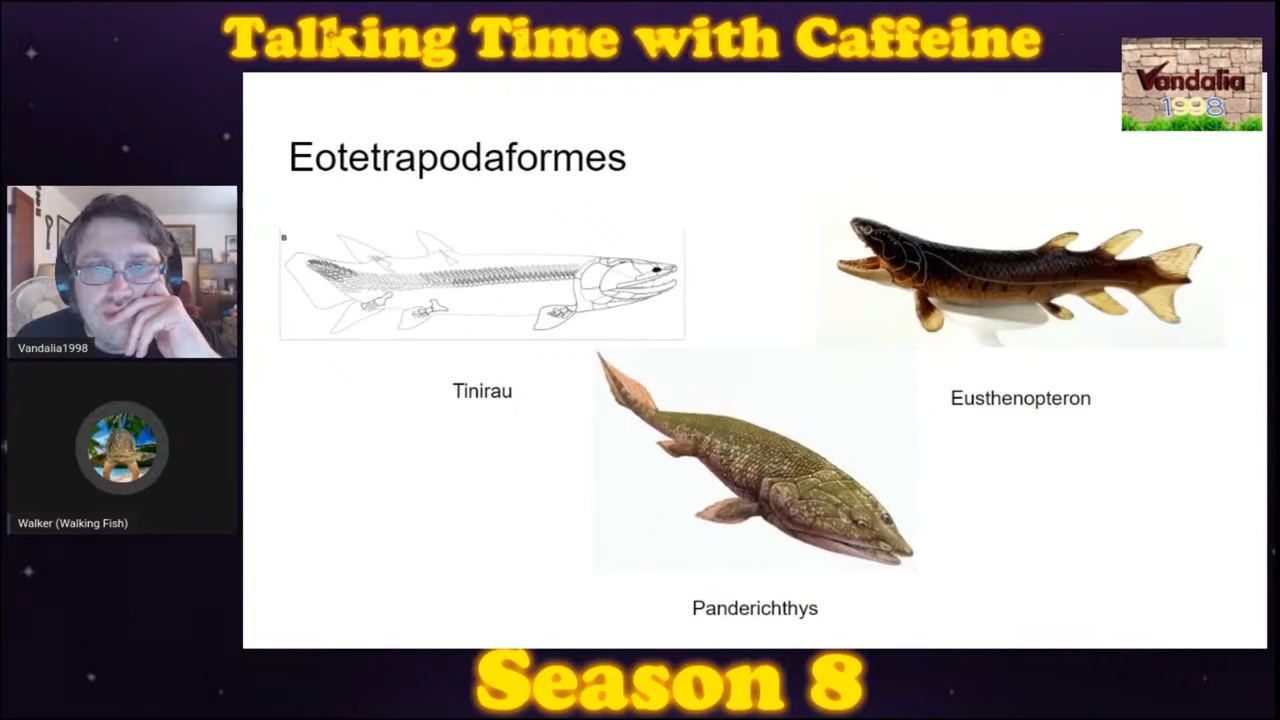 Talking Time with Caffeine
Vandalia
1998
Eotetrapodaformes
B
Tinirau
Eusthenopteron
Panderichthys
Vandalia1998
Walker (Walking Fish)
Season 8